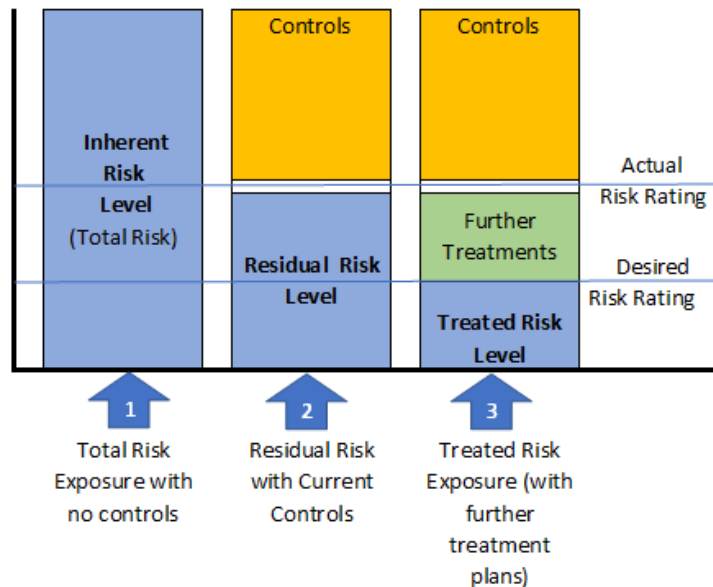 Controls
Controls
Inherent
Risk
Level
(Total Risk)
Actual
Risk Rating
Further
Treatments
Residual Risk
Level
Desired
Risk Rating
Treated Risk
Level
1
2
3
Total Risk
Exposure with
no controls
Residual Risk
with Current
Controls
Treated Risk
Exposure (with
further
treatment
plans)